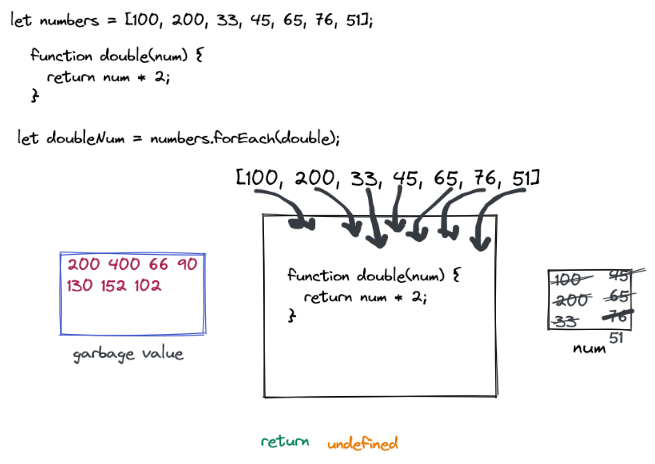 let numbers = [100, 200, 33, 45, 65, 76, 51];
function double(num) {
return num * 2;
}
let doubleNum = numbers.forEach(double);
[100, 200, 33, 45, 65, 76, 51]
200 400 66 90
130 152 102
garbage value
function double(num) {
return num * 2;
}
100 45
200 65
33 76
51
num
return undefined